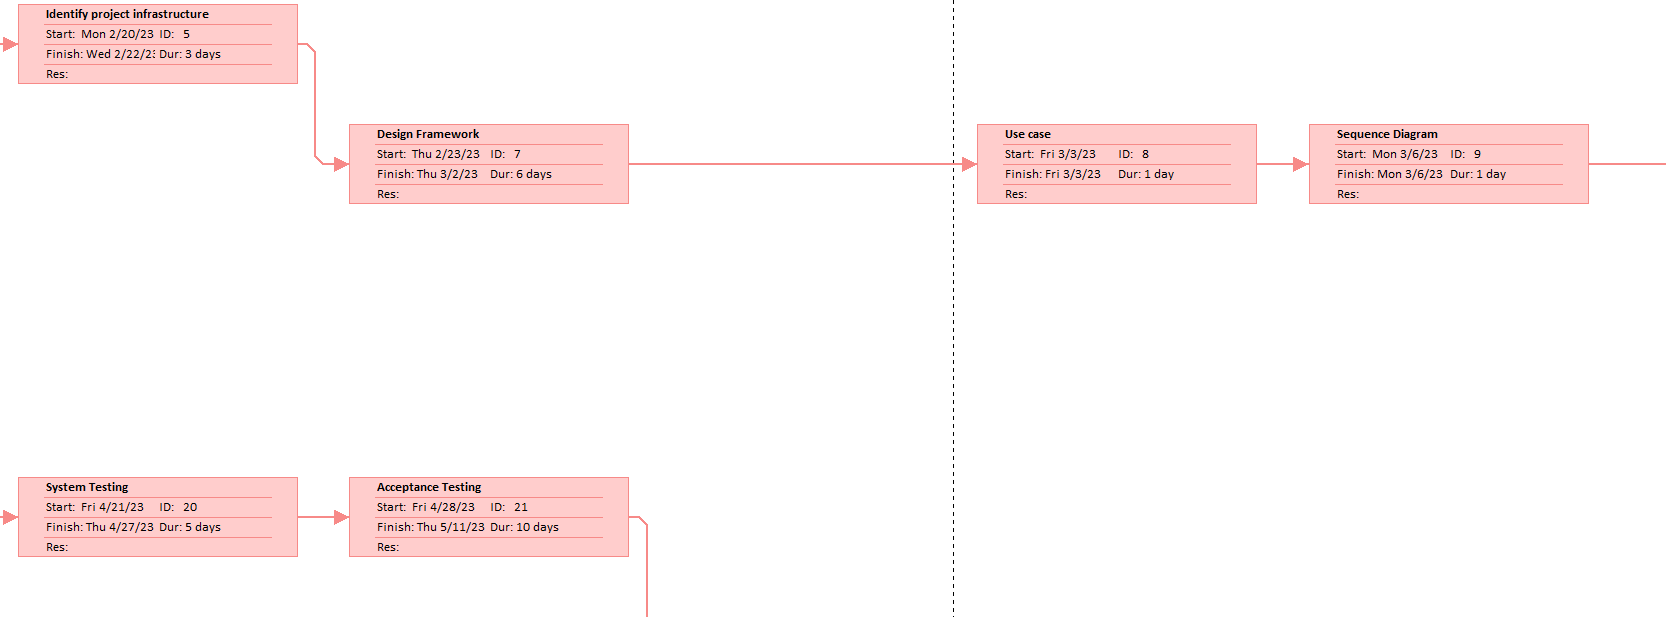 Identify project infrastructure
Start: Mon 2/20/23 ID: 5
Finish: Wed 2/22/2 Dur: 3 days
Res:
Design Framework
Start: Thu 2/23/23 ID: 7
Finish: Thu 3/2/23 Dur: 6 days
Res:
Use case
Start: Fri 3/3/23 ID: 8
Finish: Fri 3/3/23 Dur: 1 day
Res:
Sequence Diagram
Start: Mon 3/6/23 ID: 9
Finish: Mon 3/6/23 Dur: 1 day
Res:
System Testing
Start: Fri 4/21/23 ID: 20
Finish: Thu 4/27/23 Dur: 5 days
Res:
Acceptance Testing
Start: Fri 4/28/23 ID: 21
Finish: Thu 5/11/23 Dur: 10 days
Res: